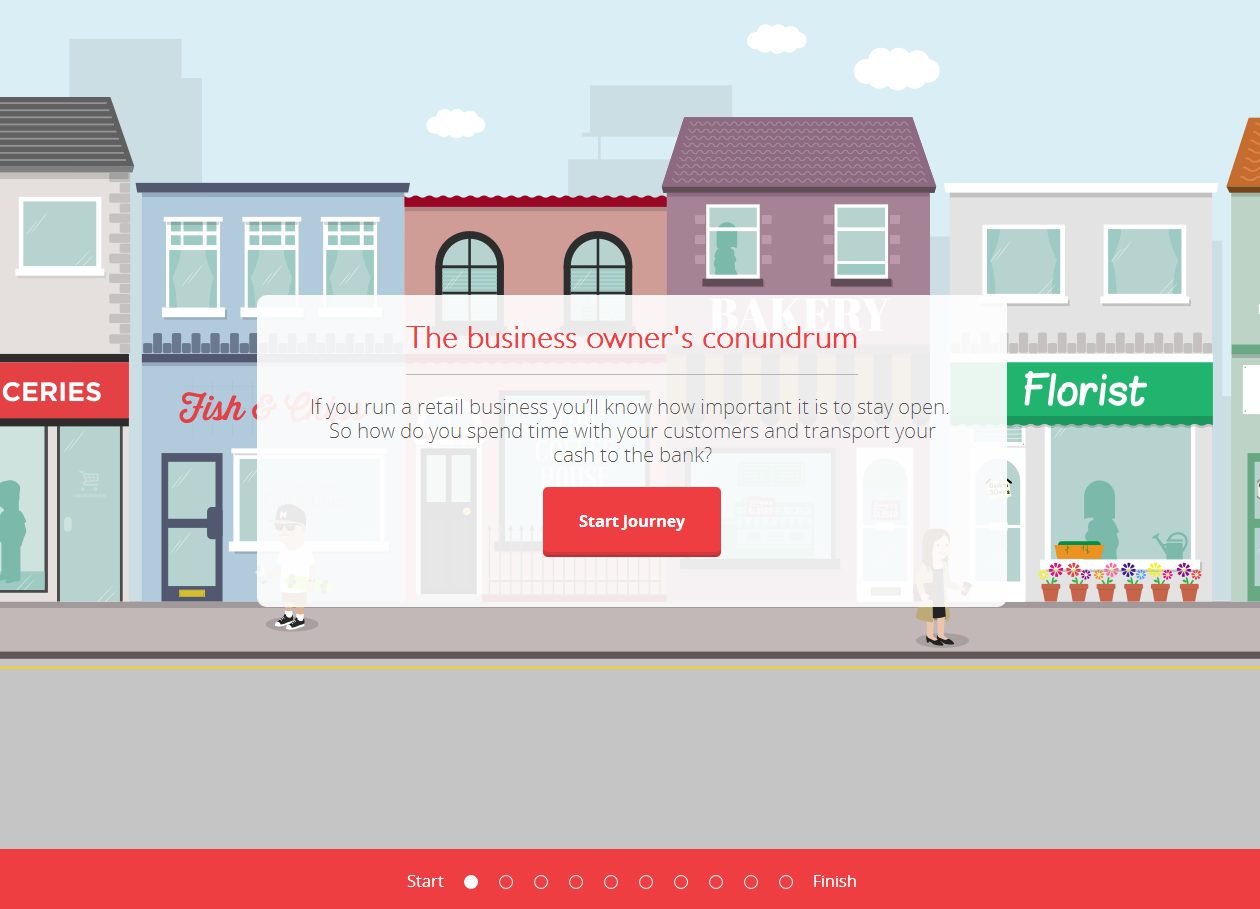 BAKERY
The business owner's conundrum
CERIES
Florist
Fish & C
If you run a retail business you’ll know how important it is to stay open.
So how do you spend time with your customers and transport your
cash to the bank?
HOUSE
N
Start Journey
Start
Finish